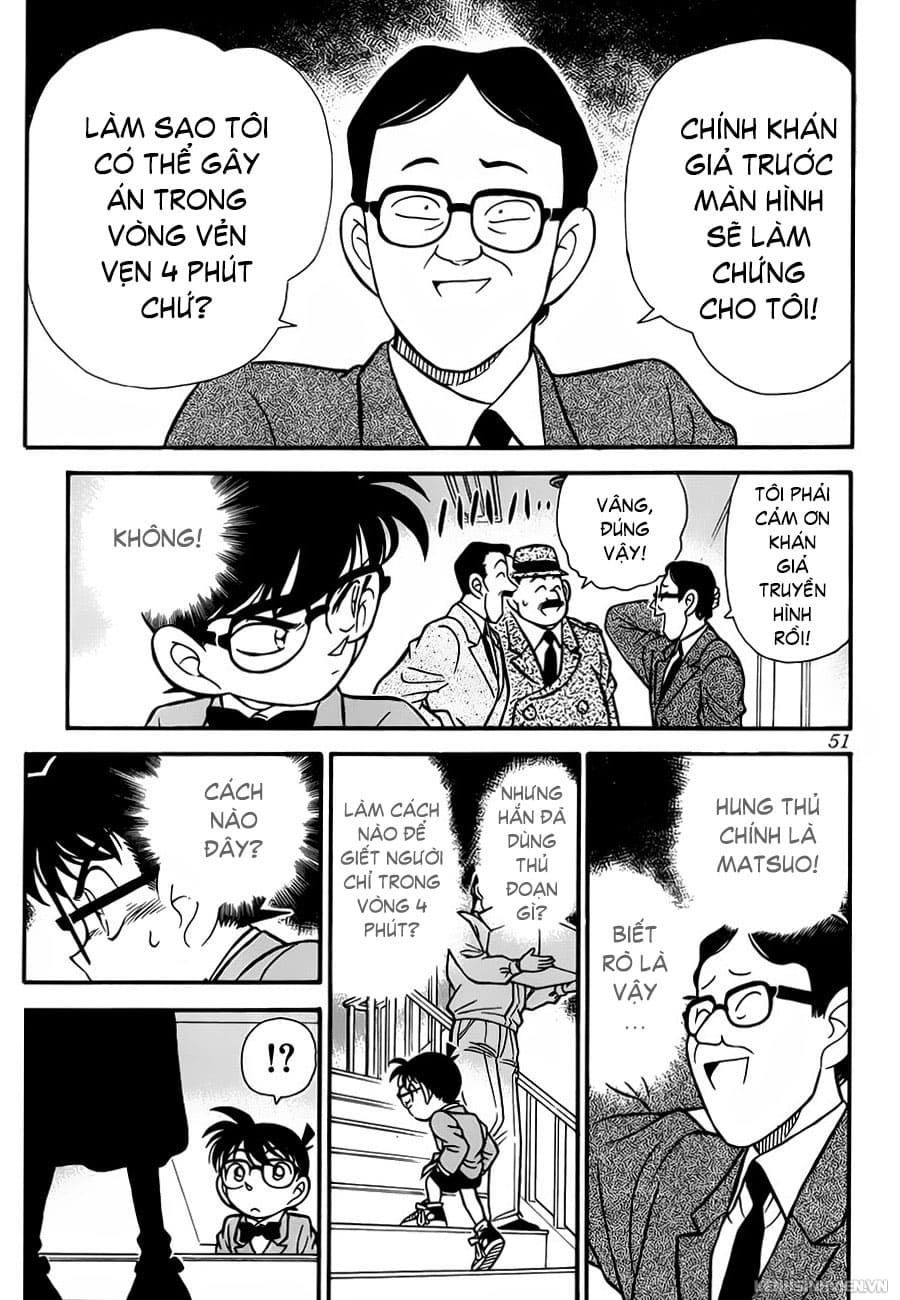 CHÍNH KHÁN
GIẢ TRƯỚC
MÀN HÌNH
SẼ LÀM
CHỨNG
CHO TÔI!
LÀM SAO TÔI
CÓ THỂ GÂY
ÁN TRONG
VÒNG VẺN
VẸN 4 PHÚT
CHỨ?
TÔI PHẢI
CẢM ƠN
KHÁN
GIẢ
TRUYỀN
HÌNH
RỒI!
VÂNG,
ĐÚNG
VẬY!
KHÔNG!
51
HUNG THỦ
CHÍNH LÀ
MATSUO!
BIẾT
RÕ LÀ
VẬY
...
NHƯNG
HẮN ĐÃ
DÙNG
THỦ
ĐOẠN
GÌ?
LÀM CÁCH
NÀO ĐỂ
GIẾT NGƯỜI
CHỈ TRONG
VÒNG 4
PHÚT?
CÁCH
NÀO
ĐÂY?
!?